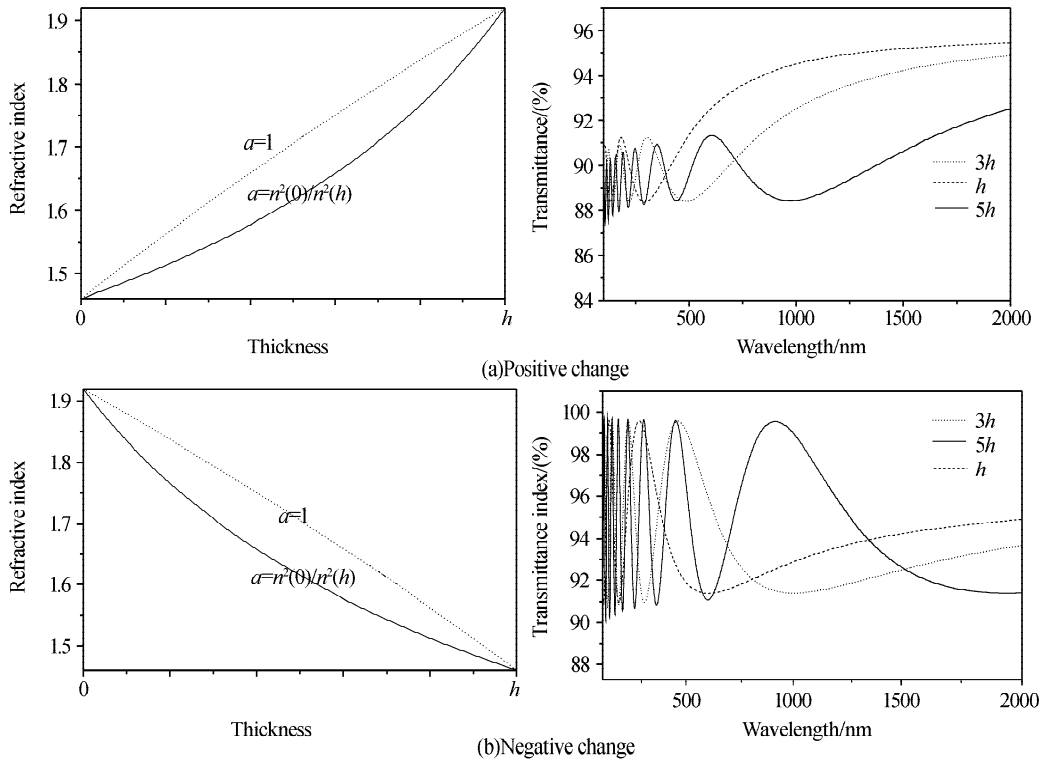 1.9
1.8
1.7
1.6
1.5
Refractive index
a=1
a=n²(0)/n²(h)
0
h
Thickness
96
94
92
90
88
86
84
Transmittance/(%)
3h
h
5h
500
1000
1500
2000
Wavelength/nm
(a)Positive change
1.9
1.8
1.7
1.6
1.5
Refractive index
a=1
a=n²(0)/n²(h)
0
h
Thickness
100
98
96
94
92
90
88
Transmittance index/(%)
3h
5h
h
500
1000
1500
2000
Wavelength/nm
(b)Negative change